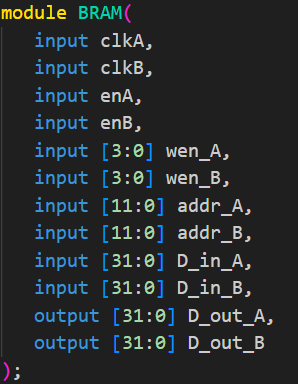 module BRAM(
    input clkA,
    input clkB,
    input enA,
    input enB,
    input [3:0] wen_A,
    input [3:0] wen_B,
    input [11:0] addr_A,
    input [11:0] addr_B,
    input [31:0] D_in_A,
    input [31:0] D_in_B,
    output [31:0] D_out_A,
    output [31:0] D_out_B
);